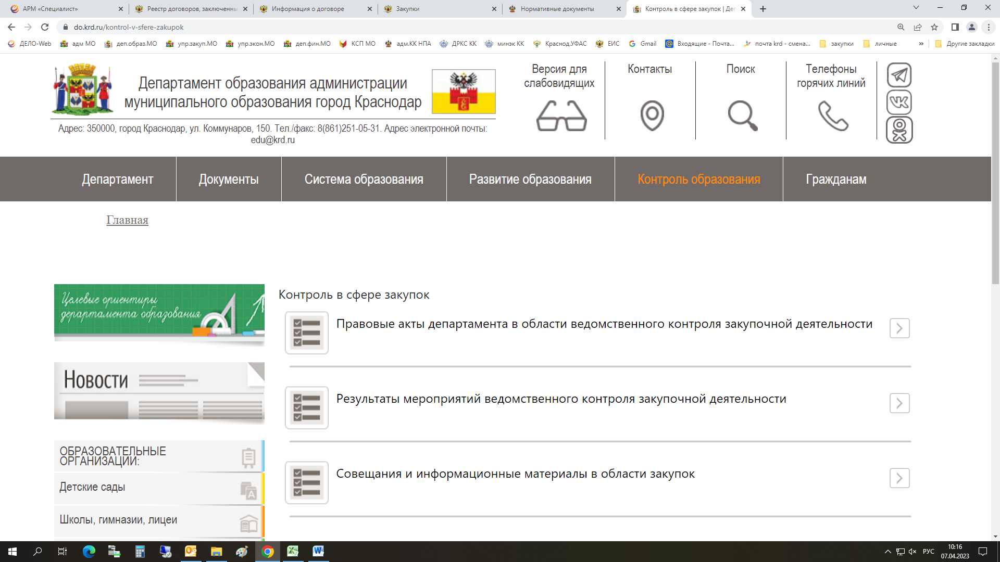 АРМ «Специалист»
Реестр договоров, заключенны
Информация о договоре
Закупки
Нормативные документы
Контроль в сфере закупок | Деп
do.krd.ru/kontrol-v-sfere-zakupok
ДЕЛО-Web
адм МО
деп.образ.МО
упр.закуп.МО
упр.экон.МО
деп.фин.МО
КСП МО
адм.КК НПА
ДРКС КК
минэк КК
Краснод.УФАС
ЕИС
Gmail
Входящие - Почта...
почта krd - смена...
закупки
личные
»
Другие закладки
Департамент образования администрации
муниципального образования город Краснодар
Адрес: 350000, город Краснодар, ул. Коммунаров, 150. Тел./факс: 8(861)251-05-31. Адрес электронной почты:
edu@krd.ru
Версия для
слабовидящих
Контакты
Поиск
Телефоны
горячих линий
Департамент
Документы
Система образования
Развитие образования
Контроль образования
Гражданам
Главная
Целевые ориентиры
департамента образования
Новости
ОБРАЗОВАТЕЛЬНЫЕ
ОРГАНИЗАЦИИ:
Детские сады
Школы, гимназии, лицеи
Контроль в сфере закупок
Правовые акты департамента в области ведомственного контроля закупочной деятельности
Результаты мероприятий ведомственного контроля закупочной деятельности
Совещания и информационные материалы в области закупок
РУС
10:16
07.04.2023